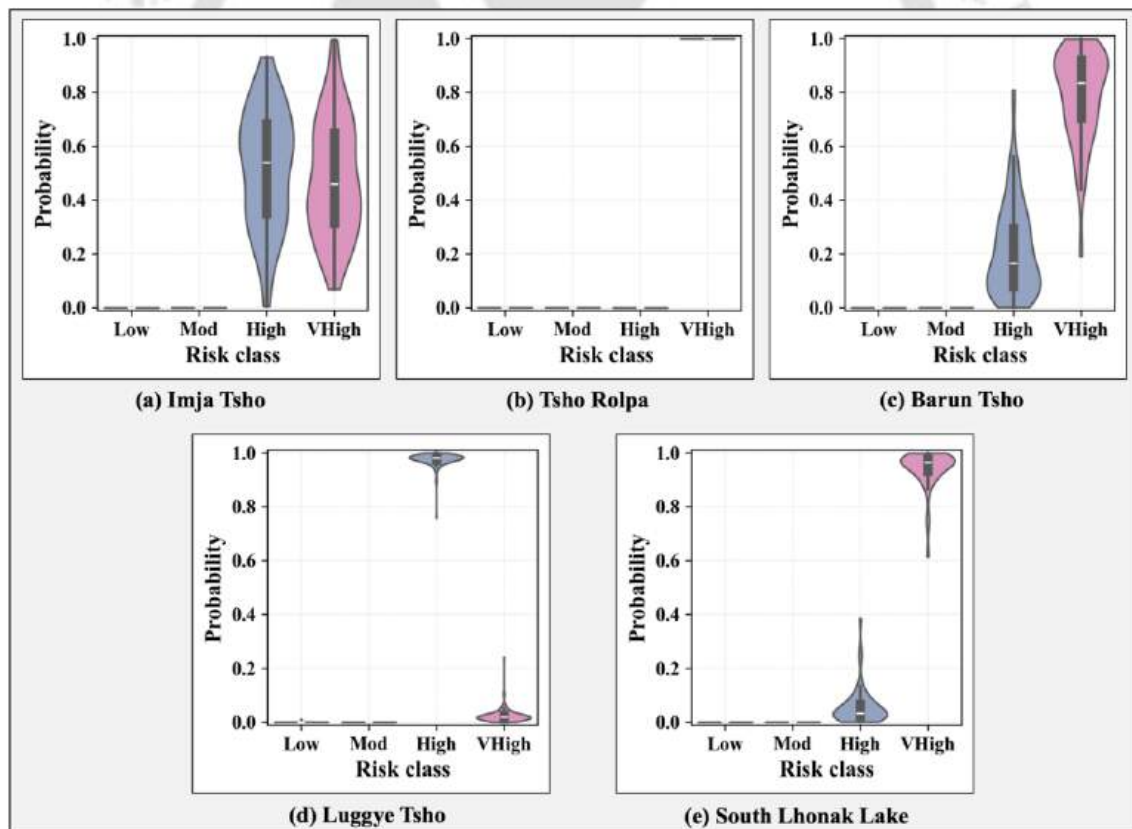 1.0
0.8
0.6
0.4
0.2
0.0
Probability
Low Mod High VHigh
Risk class
(a) Imja Tsho
1.0
0.8
0.6
0.4
0.2
0.0
Probability
Low Mod High VHigh
Risk class
(b) Tsho Rolpa
1.0
0.8
0.6
0.4
0.2
0.0
Probability
Low Mod High VHigh
Risk class
(c) Barun Tsho
1.0
0.8
0.6
0.4
0.2
0.0
Probability
Low Mod High VHigh
Risk class
(d) Luggye Tsho
1.0
0.8
0.6
0.4
0.2
0.0
Probability
Low Mod High VHigh
Risk class
(e) South Lhonak Lake